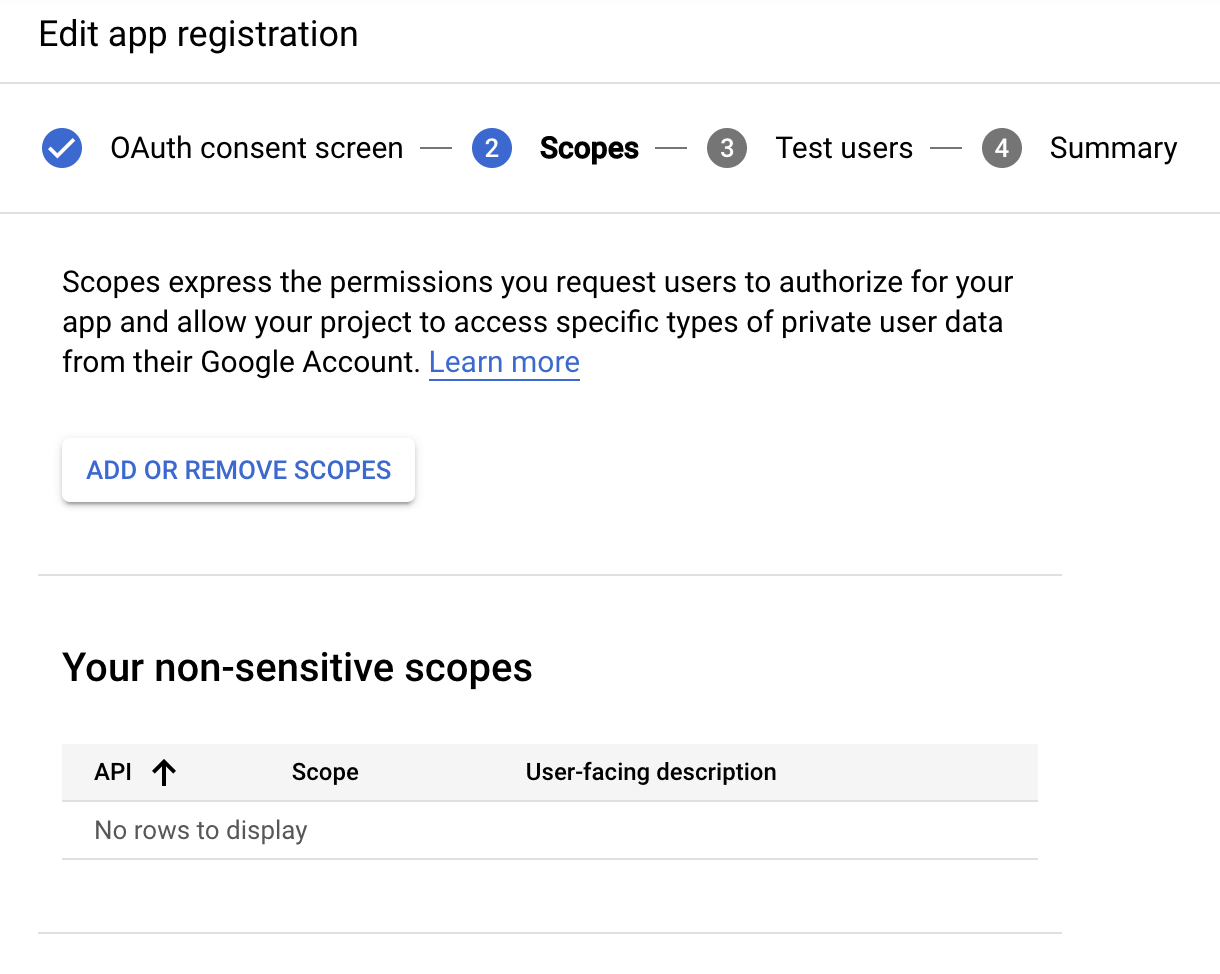 Edit app registration
OAuth consent screen — 2 Scopes — 3 Test users — 4 Summary
Scopes express the permissions you request users to authorize for your
app and allow your project to access specific types of private user data
from their Google Account. Learn more
ADD OR REMOVE SCOPES
Your non-sensitive scopes
API Scope User-facing description
No rows to display